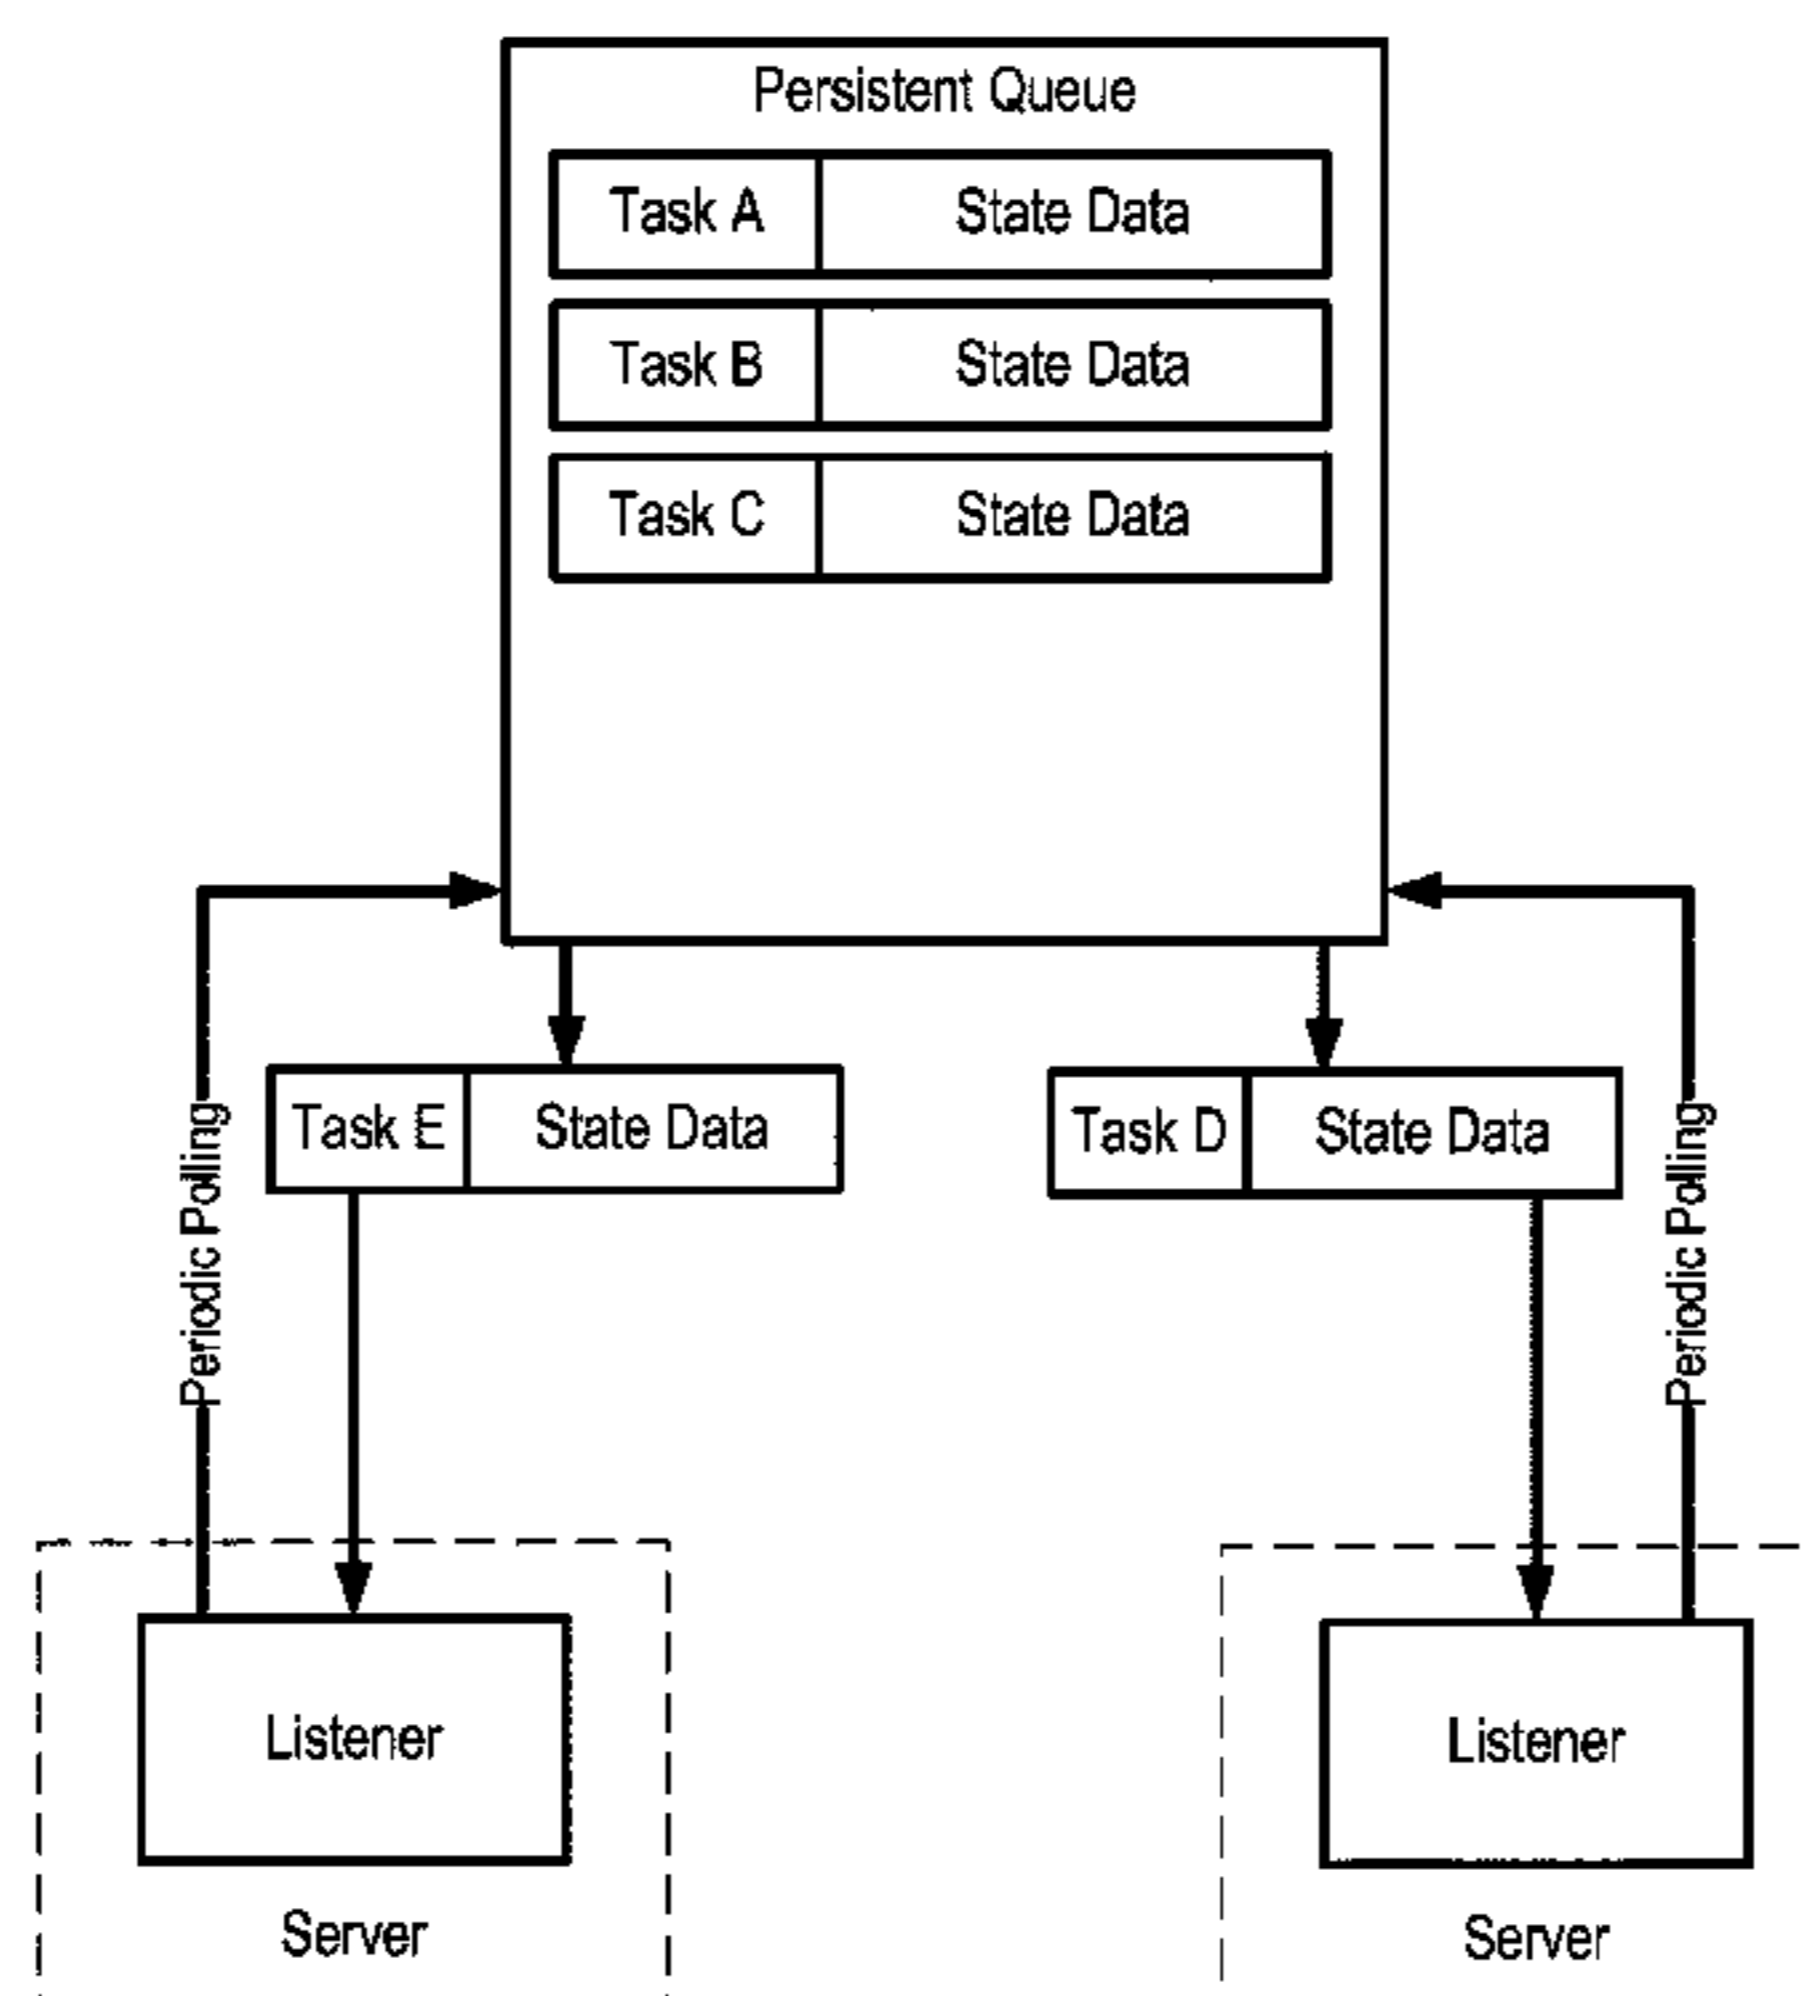 Persistent Queue
Task A State Data
Task B State Data
Task C State Data
Task E State Data
Task D State Data
Periodic Polling
Periodic Polling
Listener
Listener
Server
Server